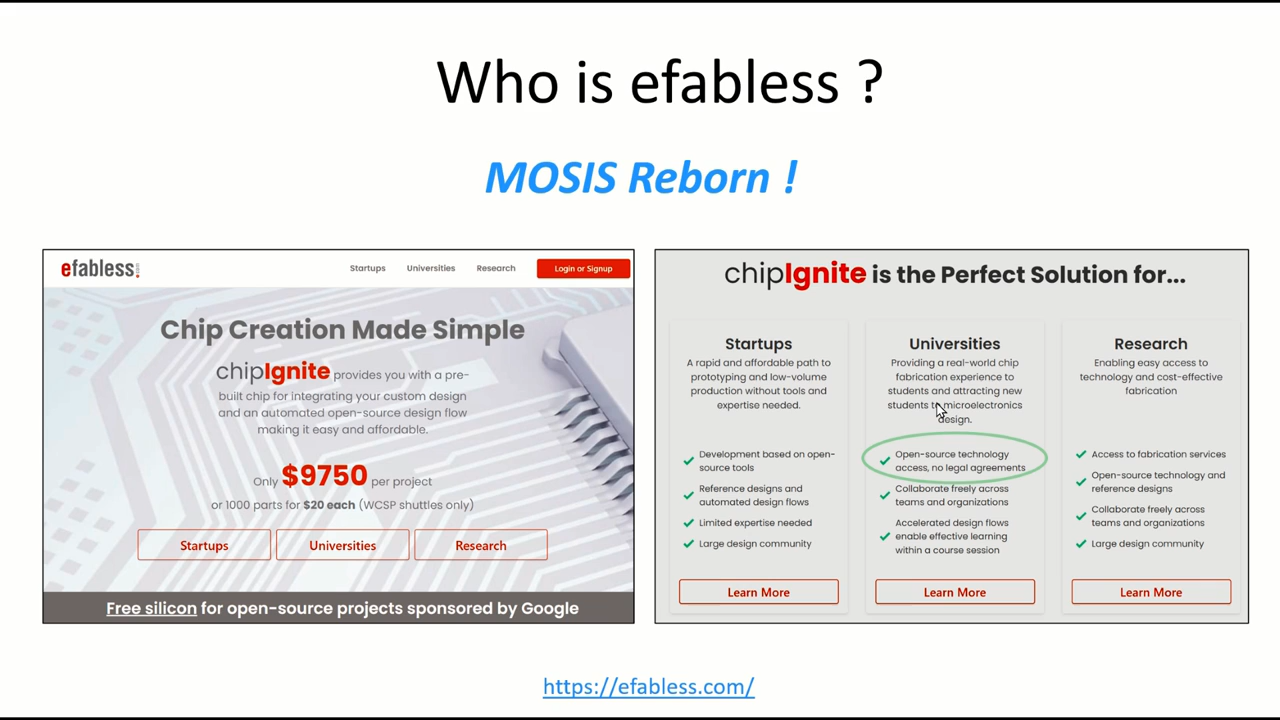 Who is efabless ?
MOSIS Reborn !
efabless.com
Startups Universities Research Login or Signup
Chip Creation Made Simple
chipIgnite provides you with a pre-
built chip for integrating your custom design
and an automated open-source design flow
making it easy and affordable.
Only $9750 per project
or 1000 parts for $20 each (WCSP shuttles only)
Startups Universities Research
Free silicon for open-source projects sponsored by Google
chipIgnite is the Perfect Solution for...
Startups
A rapid and affordable path to
prototyping and low-volume
production without tools and
expertise needed.
Development based on open-
source tools
Reference designs and
automated design flows
Limited expertise needed
Large design community
Learn More
Universities
Providing a real-world chip
fabrication experience to
students and attracting new
students to microelectronics
design.
Open-source technology
access, no legal agreements
Collaborate freely across
teams and organizations
Accelerated design flows
enable effective learning
within a course session
Learn More
Research
Enabling easy access to
technology and cost-effective
fabrication
Access to fabrication services
Open-source technology and
reference designs
Collaborate freely across
teams and organizations
Large design community
Learn More
https://efabless.com/